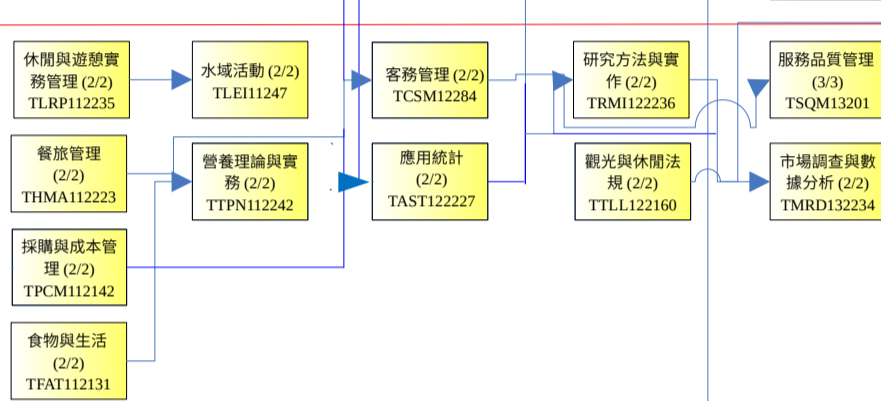 休閒與遊憩實
務管理 (2/2)
TLRP112235
水域活動 (2/2)
TLEI11247
客務管理 (2/2)
TCSM12284
研究方法與實
作 (2/2)
TRMI122236
服務品質管理
(3/3)
TSQM13201
餐旅管理
(2/2)
THMA112223
營養理論與實
務 (2/2)
TTPN112242
應用統計
(2/2)
TAST122227
觀光與休閒法
規 (2/2)
TTLL122160
市場調查與數
據分析 (2/2)
TMRD132234
採購與成本管
理 (2/2)
TPCM112142
食物與生活
(2/2)
TFAT112131